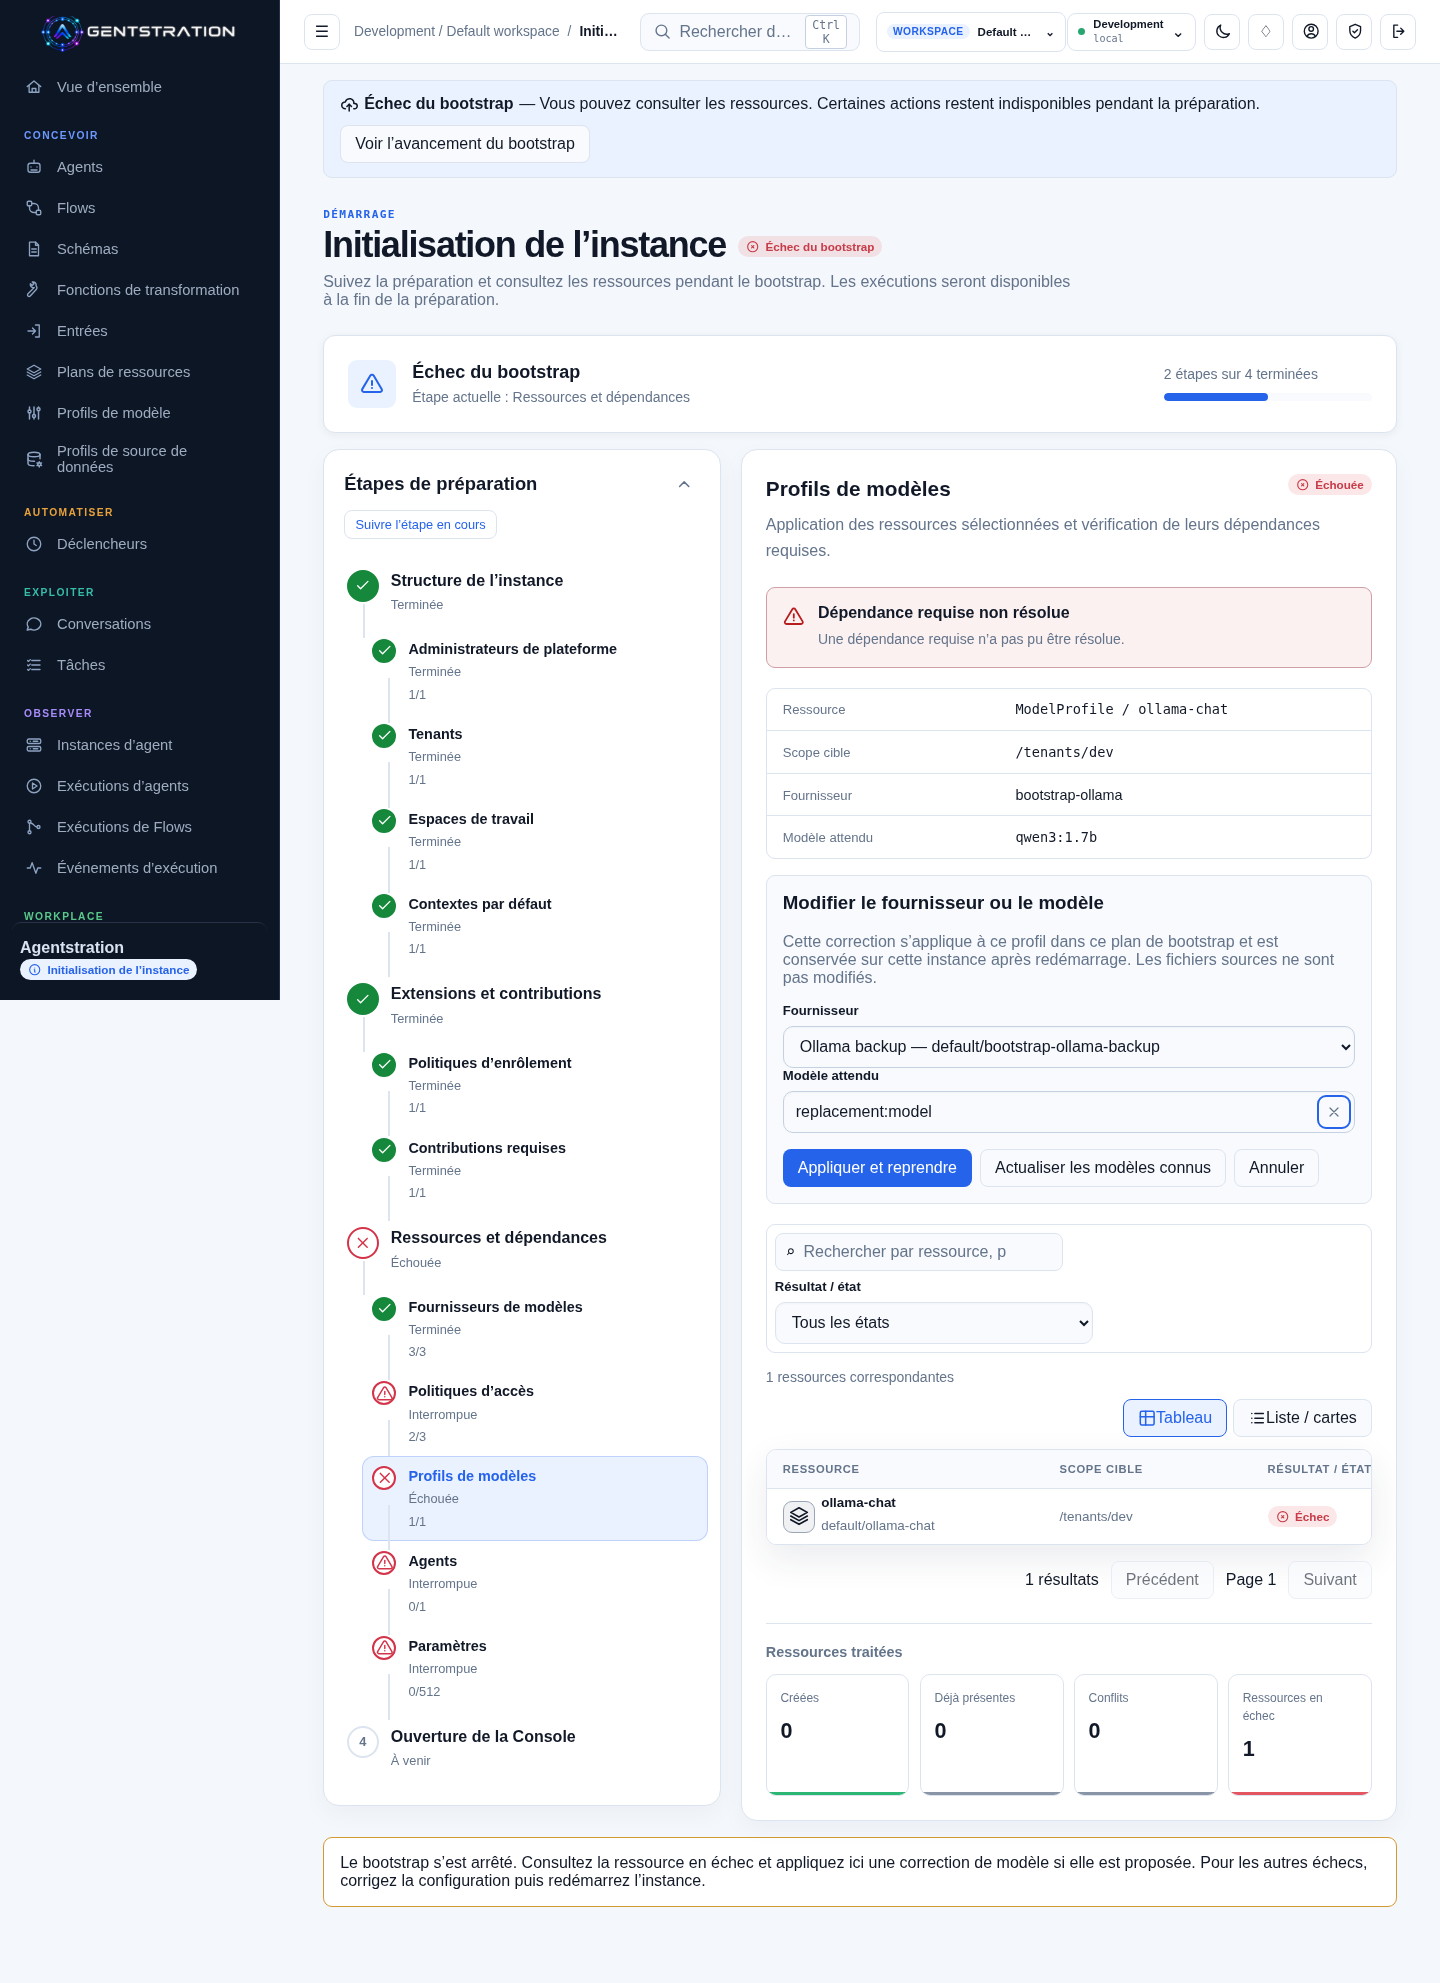 GENTSTRATION
Vue d’ensemble
CONCEVOIR
Agents
Flows
Schémas
Fonctions de transformation
Entrées
Plans de ressources
Profils de modèle
Profils de source de
données
AUTOMATISER
Déclencheurs
EXPLOITER
Conversations
Tâches
OBSERVER
Instances d’agent
Exécutions d’agents
Exécutions de Flows
Événements d’exécution
WORKPLACE
Agentstration
Initialisation de l’instance
Development / Default workspace / Initi…
Rechercher d…
Ctrl
K
WORKSPACE Default …
Development
local
Échec du bootstrap — Vous pouvez consulter les ressources. Certaines actions restent indisponibles pendant la préparation.
Voir l’avancement du bootstrap
DÉMARRAGE
Initialisation de l’instance
Échec du bootstrap
Suivez la préparation et consultez les ressources pendant le bootstrap. Les exécutions seront disponibles
à la fin de la préparation.
Échec du bootstrap
Étape actuelle : Ressources et dépendances
2 étapes sur 4 terminées
Étapes de préparation
Suivre l’étape en cours
Structure de l’instance
Terminée
Administrateurs de plateforme
Terminée
1/1
Tenants
Terminée
1/1
Espaces de travail
Terminée
1/1
Contextes par défaut
Terminée
1/1
Extensions et contributions
Terminée
Politiques d’enrôlement
Terminée
1/1
Contributions requises
Terminée
1/1
Ressources et dépendances
Échouée
Fournisseurs de modèles
Terminée
3/3
Politiques d’accès
Interrompue
2/3
Profils de modèles
Échouée
1/1
Agents
Interrompue
0/1
Paramètres
Interrompue
0/512
4
Ouverture de la Console
À venir
Profils de modèles
Échouée
Application des ressources sélectionnées et vérification de leurs dépendances
requises.
Dépendance requise non résolue
Une dépendance requise n’a pas pu être résolue.
Ressource ModelProfile / ollama-chat
Scope cible /tenants/dev
Fournisseur bootstrap-ollama
Modèle attendu qwen3:1.7b
Modifier le fournisseur ou le modèle
Cette correction s’applique à ce profil dans ce plan de bootstrap et est
conservée sur cette instance après redémarrage. Les fichiers sources ne sont
pas modifiés.
Fournisseur
Ollama backup — default/bootstrap-ollama-backup
Modèle attendu
replacement:model
Appliquer et reprendre Actualiser les modèles connus Annuler
Rechercher par ressource, p
Résultat / état
Tous les états
1 ressources correspondantes
Tableau Liste / cartes
RESSOURCE SCOPE CIBLE RÉSULTAT / ÉTAT
ollama-chat
default/ollama-chat
/tenants/dev
Échec
1 résultats Précédent Page 1 Suivant
Ressources traitées
Créées
0
Déjà présentes
0
Conflits
0
Ressources en
échec
1
Le bootstrap s’est arrêté. Consultez la ressource en échec et appliquez ici une correction de modèle si elle est proposée. Pour les autres échecs,
corrigez la configuration puis redémarrez l’instance.